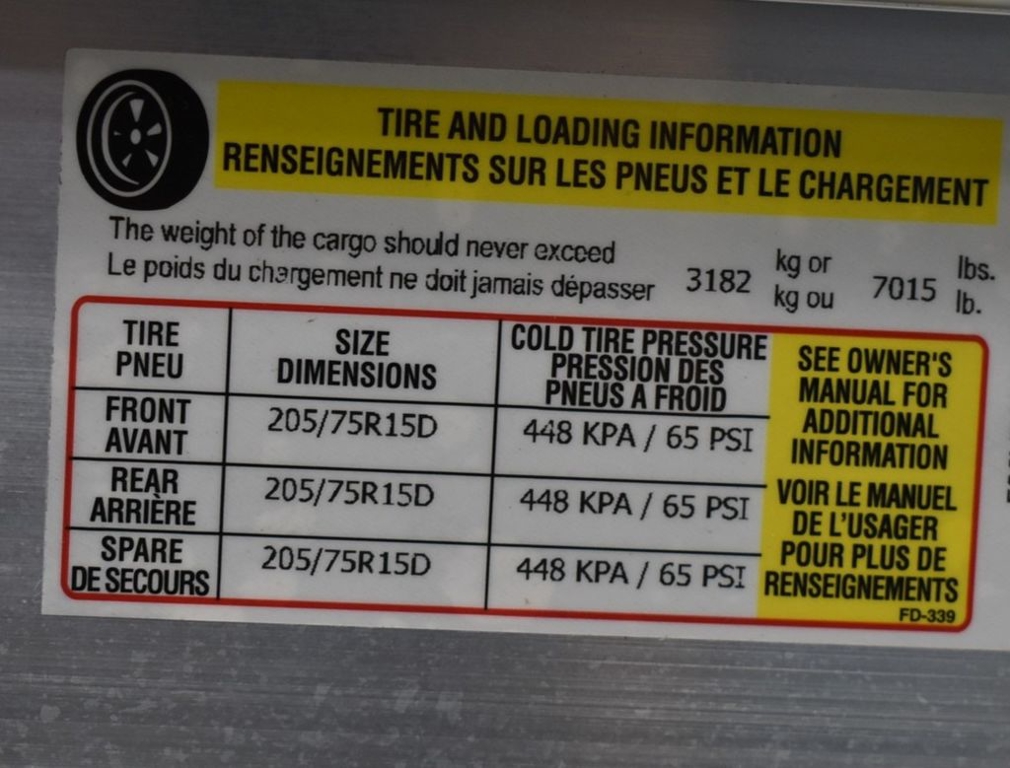 TIRE AND LOADING INFORMATION
RENSEIGNEMENTS SUR LES PNEUS ET LE CHARGEMENT
The weight of the cargo should never exceed
Le poids du chargement ne doit jamais dépasser
3182 kg or 7015 lbs.
kg ou lb.
TIRE
PNEU
SIZE
DIMENSIONS
COLD TIRE PRESSURE
PRESSION DES
PNEUS A FROID
FRONT
AVANT
205/75R15D
448 KPA / 65 PSI
REAR
ARRIÈRE
205/75R15D
448 KPA / 65 PSI
SPARE
DE SECOURS
205/75R15D
448 KPA / 65 PSI
SEE OWNER'S
MANUAL FOR
ADDITIONAL
INFORMATION
VOIR LE MANUEL
DE L'USAGER
POUR PLUS DE
RENSEIGNEMENTS
FD-339